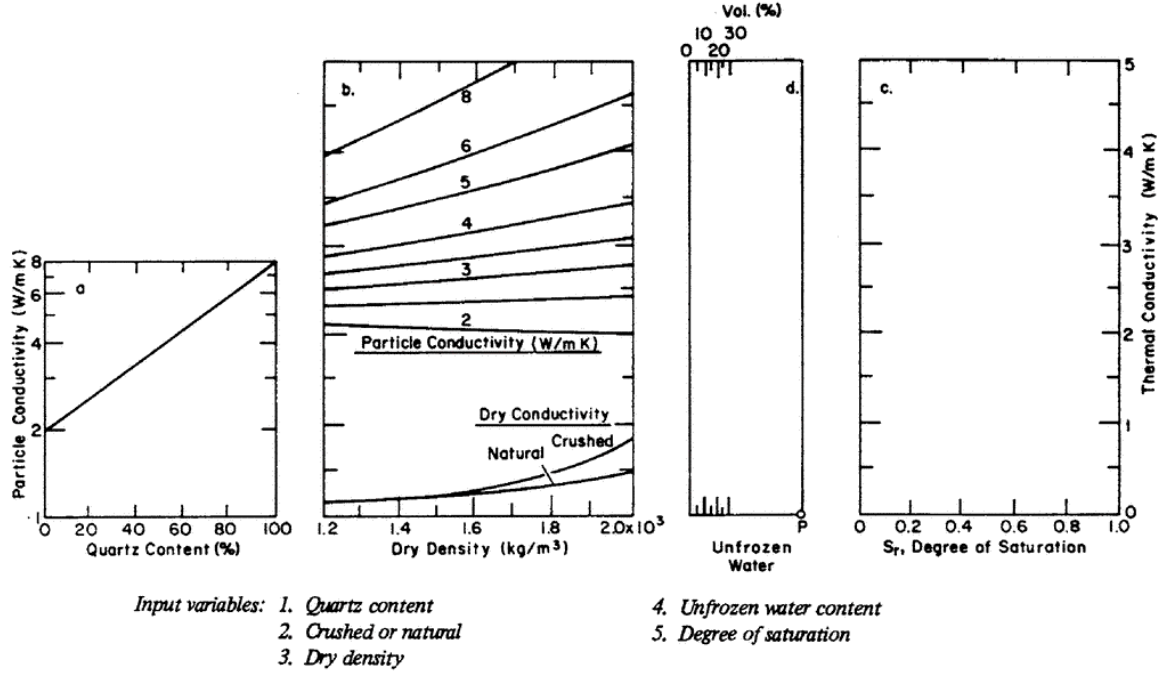 Vol. (%)
10 30
0 20
b.
8
6
5
4
3
2
Particle Conductivity (W/m K)
Dry Conductivity
Crushed
Natural
1.2 1.4 1.6 1.8 2.0x10³
Dry Density (kg/m³)
a
8
6
4
2
1
Particle Conductivity (W/m K)
0 20 40 60 80 100
Quartz Content (%)
d.
P
Unfrozen
Water
c.
5
4
3
2
1
0
Thermal Conductivity (W/m K)
0 0.2 0.4 0.6 0.8 1.0
Sr, Degree of Saturation
Input variables: 1. Quartz content
2. Crushed or natural
3. Dry density
4. Unfrozen water content
5. Degree of saturation